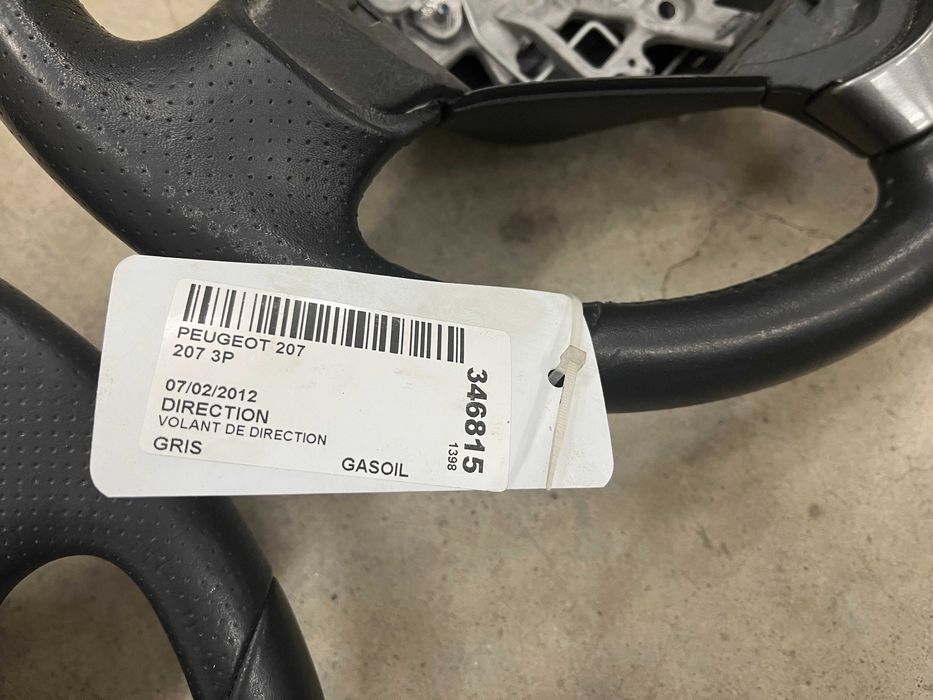 PEUGEOT 207
207 3P
07/02/2012
DIRECTION
VOLANT DE DIRECTION
GRIS
GASOIL
346815
1398